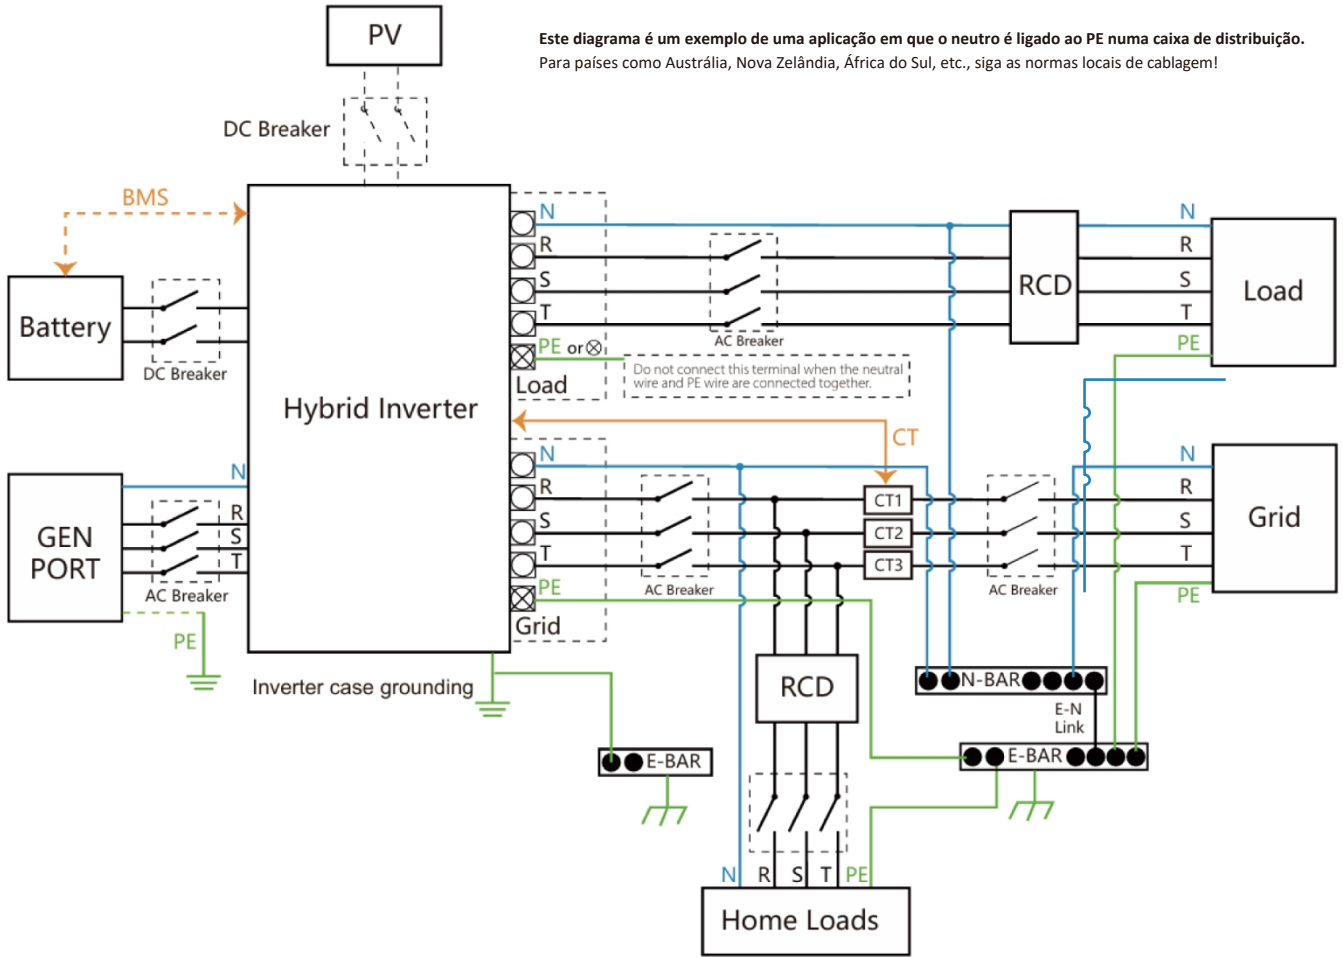 PV
Este diagrama é um exemplo de uma aplicação em que o neutro é ligado ao PE numa caixa de distribuição.
Para países como Austrália, Nova Zelândia, África do Sul, etc., siga as normas locais de cablagem!
DC Breaker
BMS
N
N
R
R
S
RCD
S
Load
T
T
Battery
AC Breaker
PE or
PE
DC Breaker
Do not connect this terminal when the neutral
wire and PE wire are connected together.
Load
Hybrid Inverter
CT
N
N
N
R
CT1
R
GEN
PORT
R
S
T
S
CT2
S
Grid
T
CT3
T
AC Breaker
PE
AC Breaker
AC Breaker
PE
Grid
PE
Inverter case grounding
RCD
N-BAR
E-N
Link
E-BAR
E-BAR
N
R
S
T
PE
Home Loads